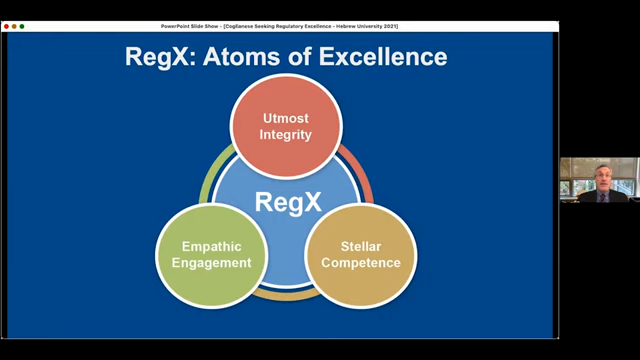 PowerPoint Slide Show - [Coglianese Seeking Regulatory Excellence - Hebrew University 2021]
RegX: Atoms of Excellence
Utmost
Integrity
RegX
Empathic
Engagement
Stellar
Competence